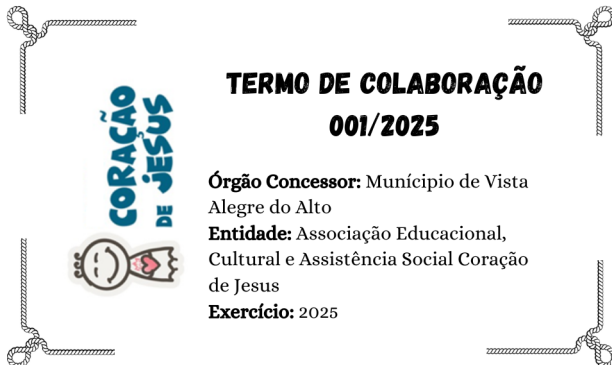 CORAÇÃO
DE JESUS
TERMO DE COLABORAÇÃO
001/2025
Órgão Concessor: Munícipio de Vista
Alegre do Alto
Entidade: Associação Educacional,
Cultural e Assistência Social Coração
de Jesus
Exercício: 2025